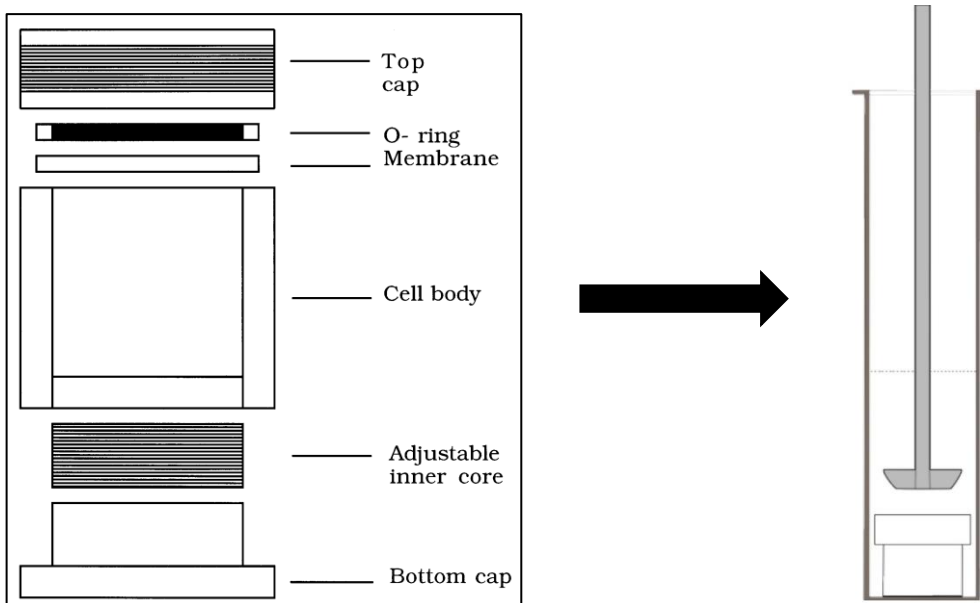 Top
cap
O- ring
Membrane
Cell body
Adjustable
inner core
Bottom cap